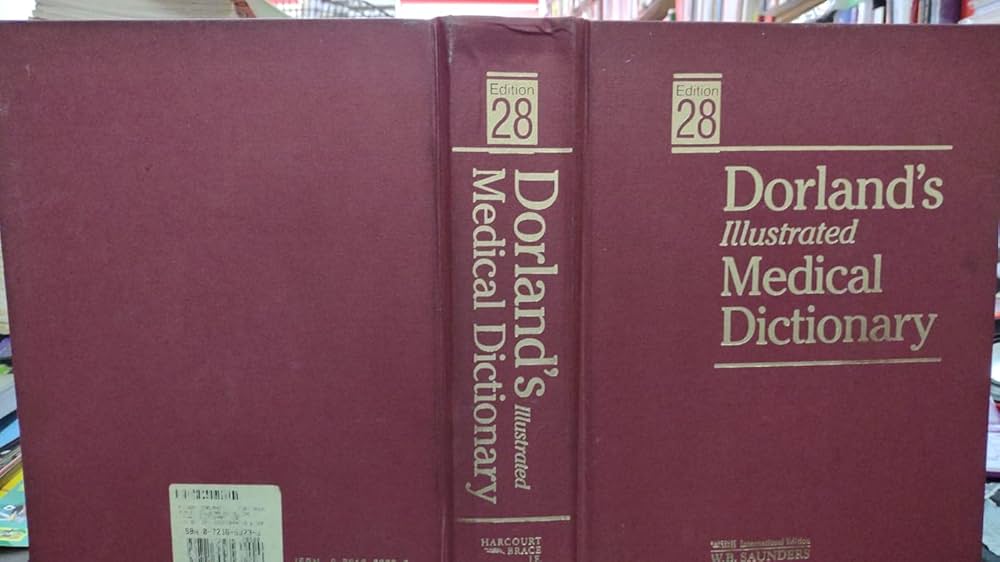 Edition
28
Dorland's Illustrated
Medical Dictionary
HARCOURT
BRACE
Edition
28
Dorland's
Illustrated
Medical
Dictionary
International Edition
W.B. SAUNDERS